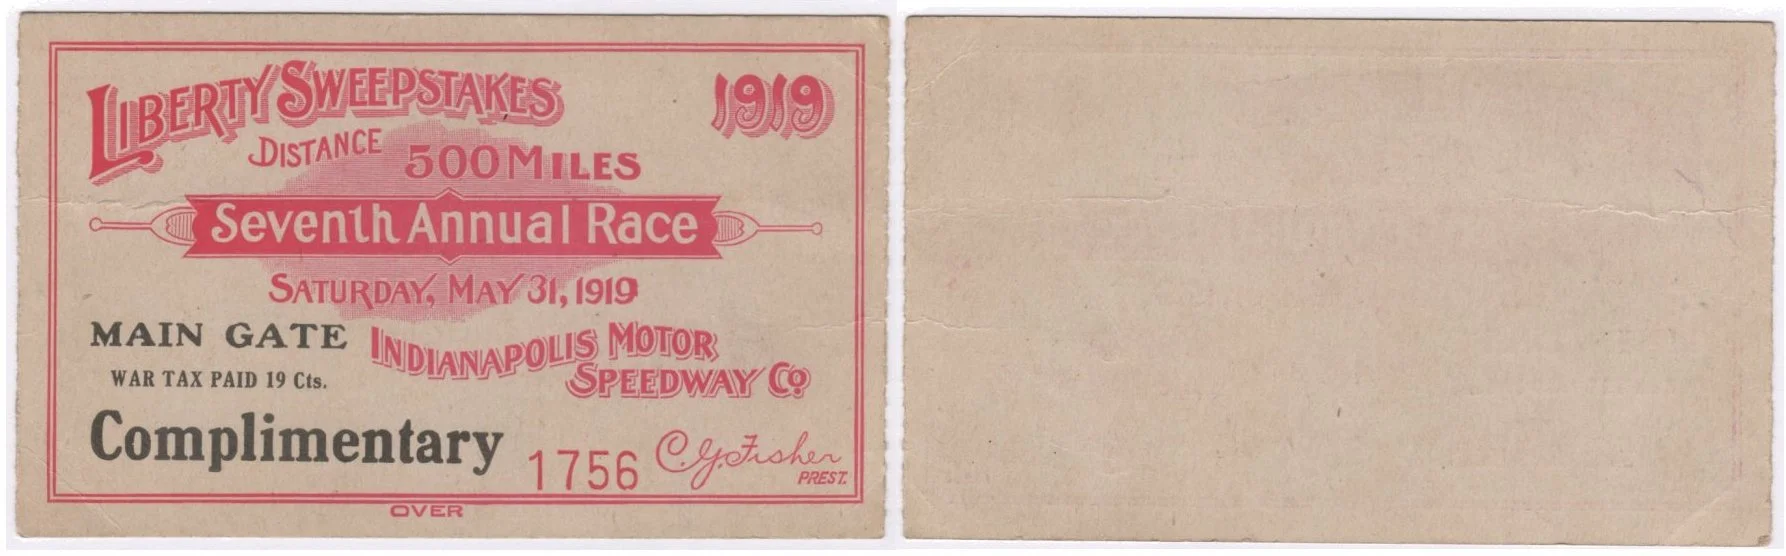 LIBERTY SWEEPSTAKES
1919
DISTANCE 500 MILES
Seventh Annual Race
SATURDAY, MAY 31, 1919
MAIN GATE
INDIANAPOLIS MOTOR
SPEEDWAY Co
WAR TAX PAID 19 Cts.
Complimentary
1756
C.G. Fisher
PREST.
OVER